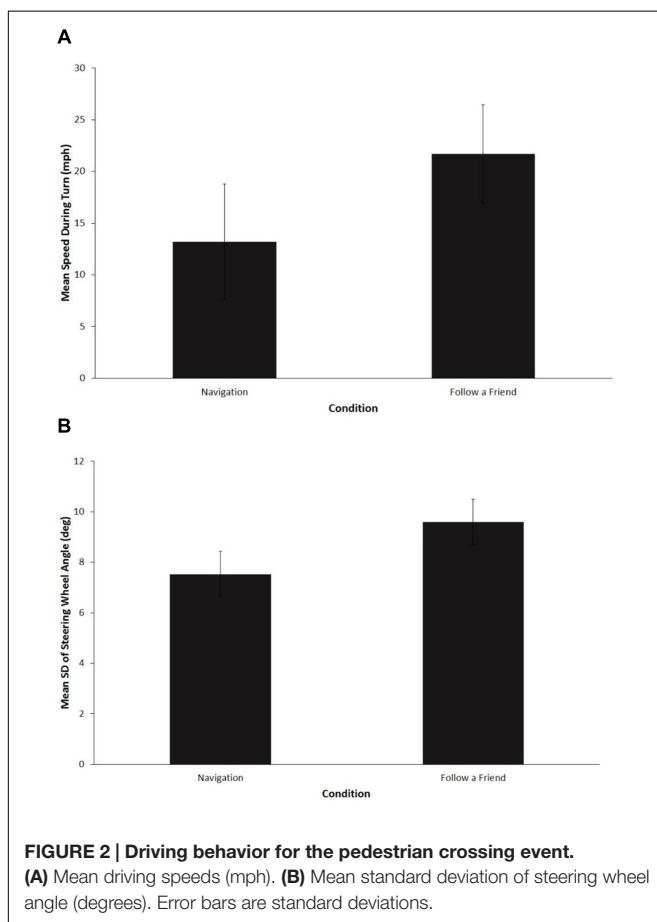 A
30
25
20
15
10
5
0
Mean Speed During Turn (mph)
Navigation
Follow a Friend
Condition
B
12
10
8
6
4
2
0
Mean SD of Steering Wheel Angle (deg)
Navigation
Follow a Friend
Condition
FIGURE 2 | Driving behavior for the pedestrian crossing event.
(A) Mean driving speeds (mph). (B) Mean standard deviation of steering wheel
angle (degrees). Error bars are standard deviations.